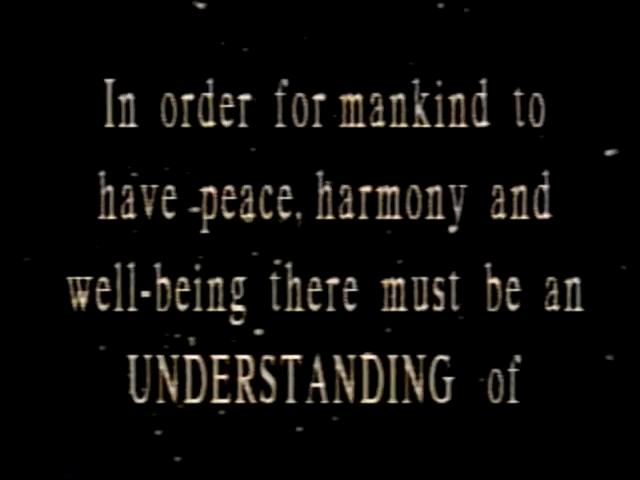 In order for mankind to
have peace, harmony and
well-being there must be an
UNDERSTANDING of